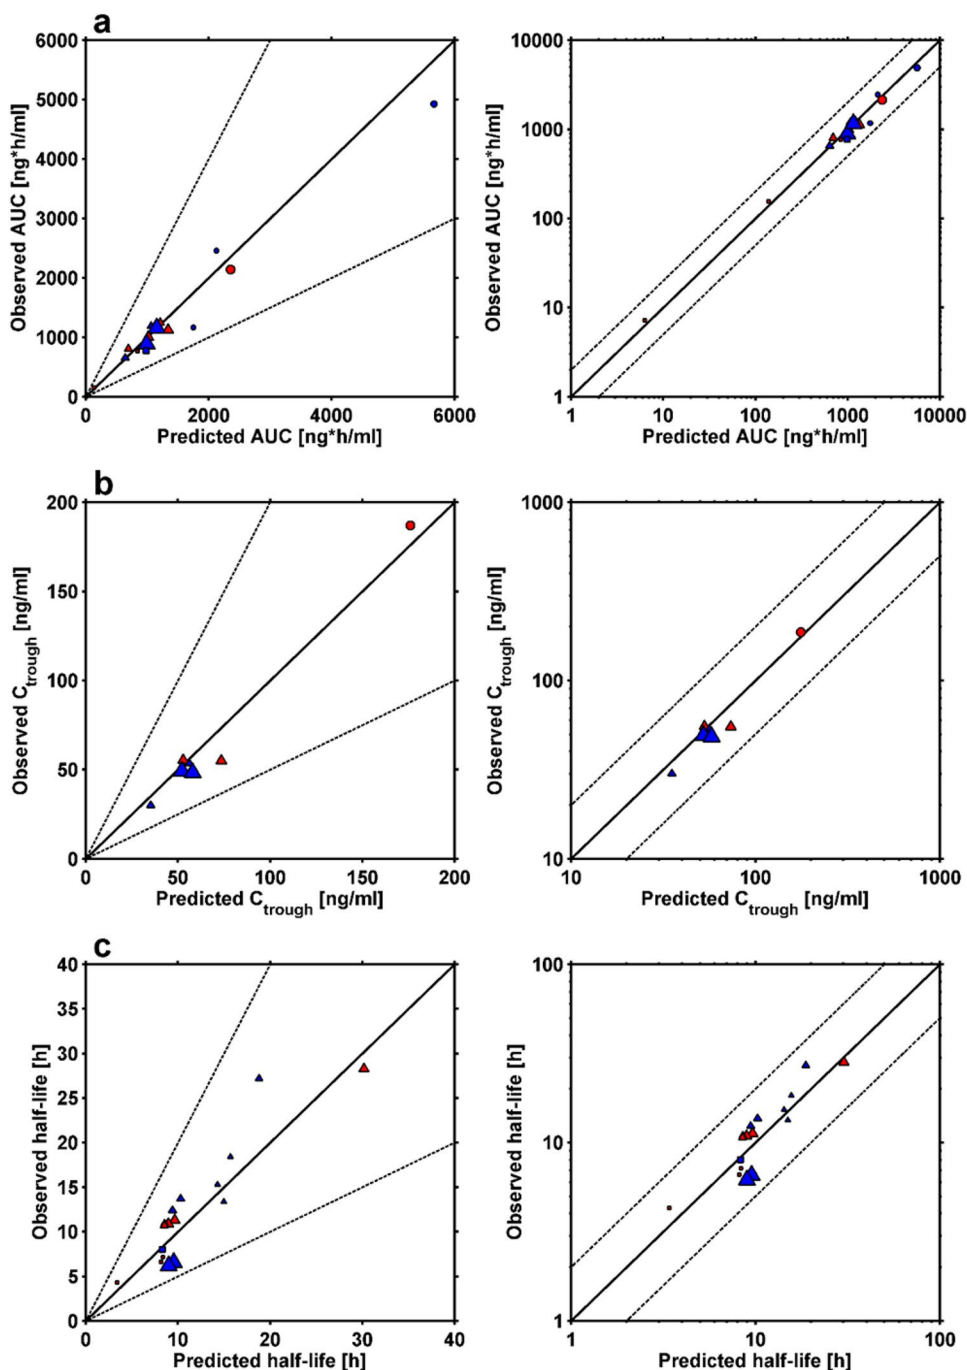 a
6000
5000
4000
3000
2000
1000
0
Observed AUC [ng*h/ml]
0 2000 4000 6000
Predicted AUC [ng*h/ml]
10000
1000
100
10
1
Observed AUC [ng*h/ml]
1 10 100 1000 10000
Predicted AUC [ng*h/ml]
b
200
150
100
50
0
Observed Ctrough [ng/ml]
0 50 100 150 200
Predicted Ctrough [ng/ml]
1000
100
10
Observed Ctrough [ng/ml]
10 100 1000
Predicted Ctrough [ng/ml]
c
40
35
30
25
20
15
10
5
0
Observed half-life [h]
0 10 20 30 40
Predicted half-life [h]
100
10
1
Observed half-life [h]
1 10 100
Predicted half-life [h]